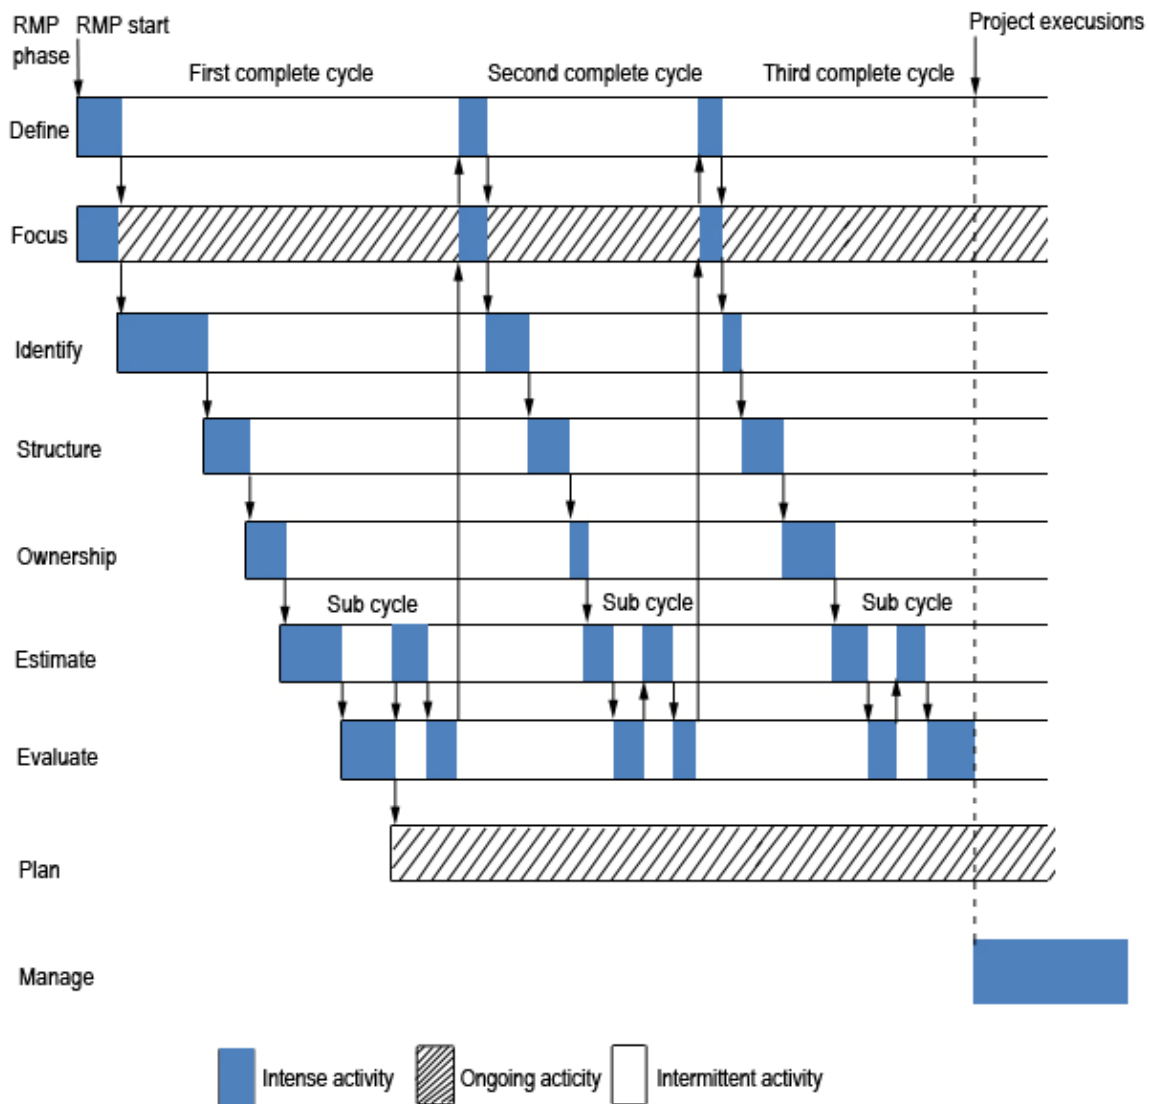 RMP phase
RMP start
Project execusions
First complete cycle
Second complete cycle
Third complete cycle
Define
Focus
Identify
Structure
Ownership
Sub cycle
Sub cycle
Sub cycle
Estimate
Evaluate
Plan
Manage
Intense activity
Ongoing acticity
Intermittent activity